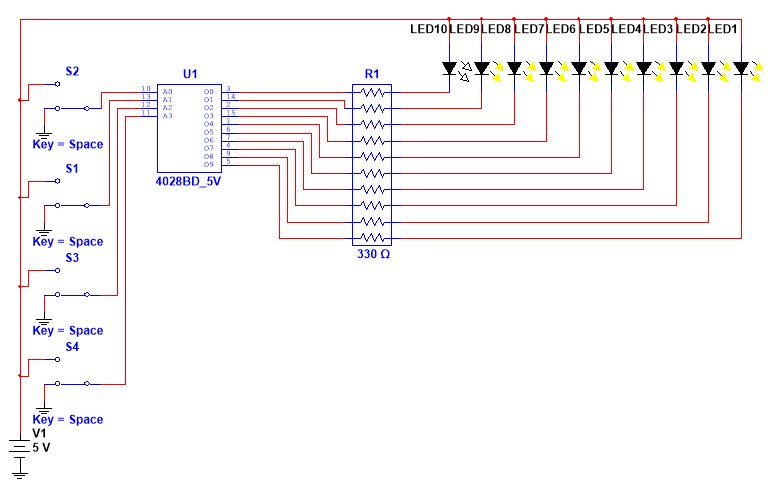 LED10 LED9 LED8 LED7 LED6 LED5 LED4 LED3 LED2 LED1
S2
U1
R1
10 A0 O0 3
13 A1 O1 14
12 A2 O2 2
11 A3 O3 15
O4 1
O5 6
O6 7
O7 4
O8 9
O9 5
Key = Space
4028BD_5V
S1
Key = Space
330 Ω
S3
Key = Space
S4
Key = Space
V1
5 V